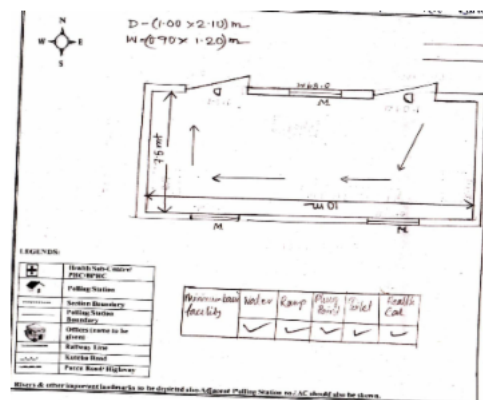 N
W E
S
D-(1.00 x 2.10)m
W-(0.90 x 1.20)m
D
W
D
7.5 mt
10 m
W
W
LEGENDS:
Health Sub-Centre/
PHC/BPHC
Polling Station
Section Boundary
Polling Station
Boundary
Offices (name to be
given)
Railway Line
Kutcha Road
Pucca Road/ Highway
Minimum basic
facility
Water
Ramp
Plug
Point
Toilet
Health
Rivers & other important landmarks to be depicted also Adjacent Polling Station no./ AC should also be shown.